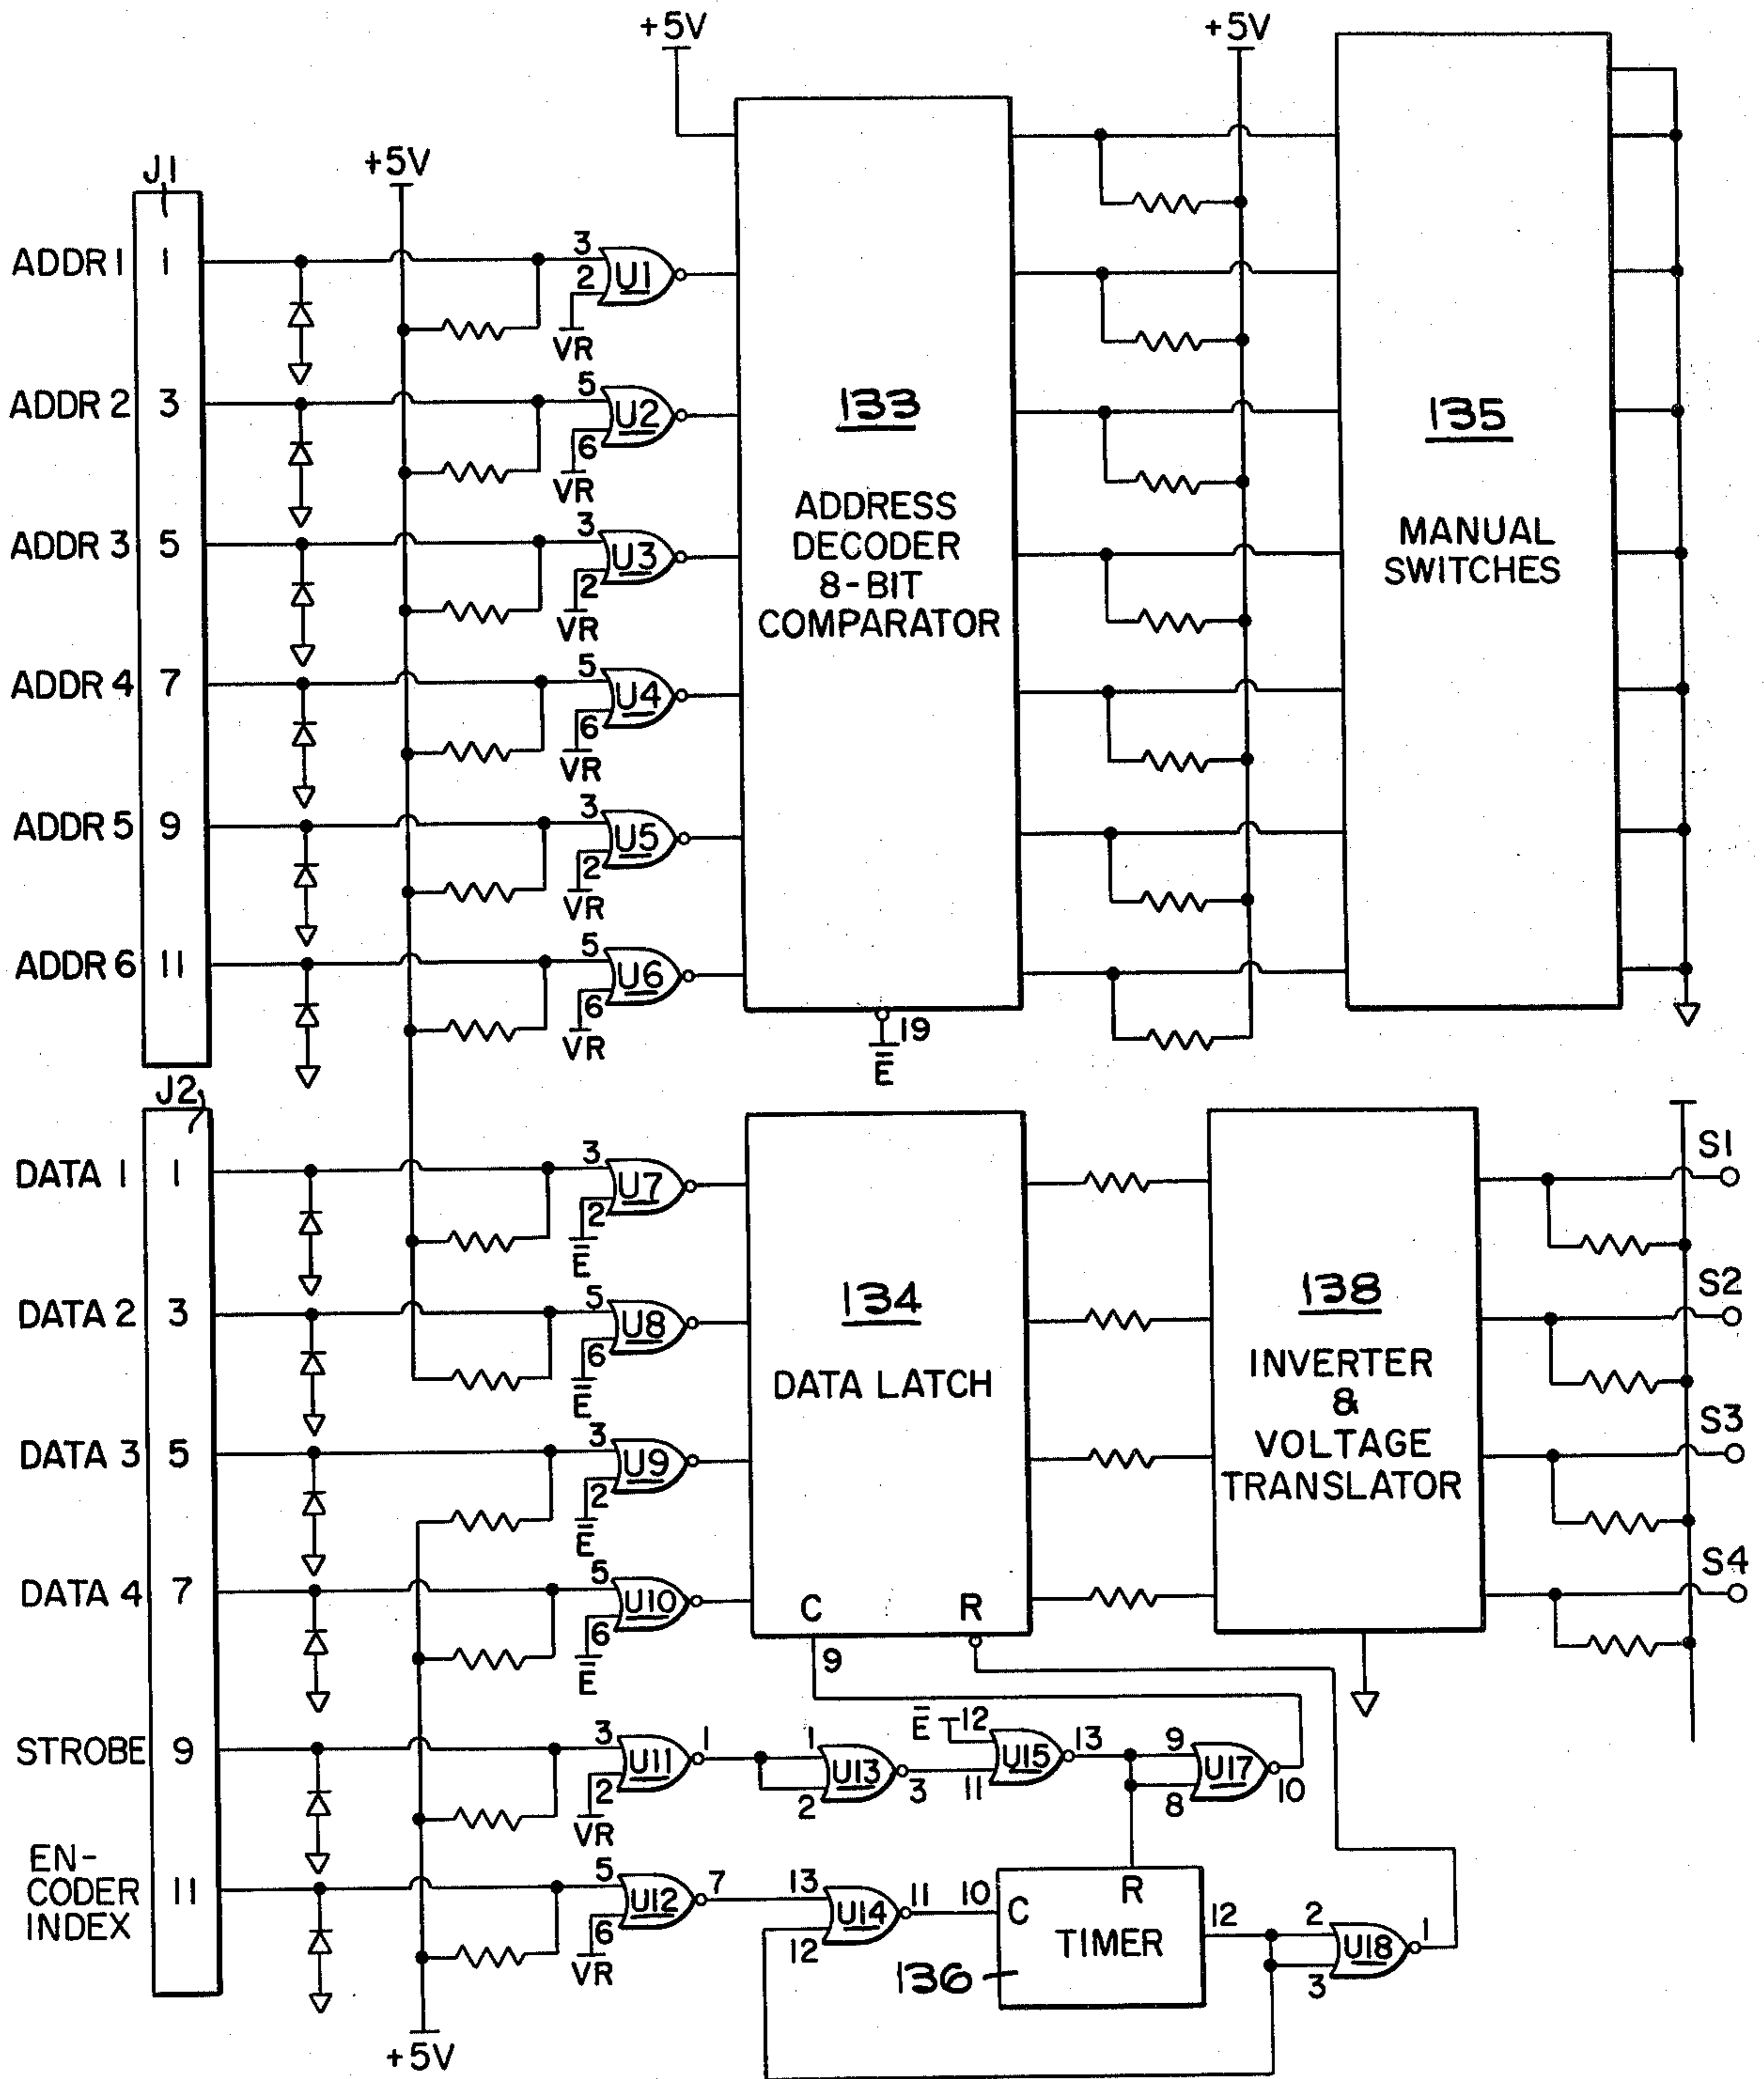 +5V
+5V
J1
+5V
ADDR 1 1 3 U1
2
VR
ADDR 2 3 5 U2
6
VR
133
135
ADDRESS
DECODER
8-BIT
COMPARATOR
MANUAL
SWITCHES
ADDR 3 5 3 U3
2
VR
ADDR 4 7 5 U4
6
VR
ADDR 5 9 3 U5
2
VR
ADDR 6 11 5 U6
6
VR
19
E̅
J2
DATA 1 1 3 U7
2
E̅
S1
DATA 2 3 5 U8
6
E̅
S2
134
DATA LATCH
138
INVERTER
&
VOLTAGE
TRANSLATOR
DATA 3 5 3 U9
2
E̅
S3
DATA 4 7 5 U10
6
E̅
S4
C R
9
STROBE 9 3 U11 1
2
VR
1 U13 3
2
E̅ 12 U15 13
11
9 U17 10
8
EN-
CODER
INDEX
11 5 U12 7
6
VR
13 U14 11
12
10 C R 12
TIMER
136
2 U18 1
3
+5V